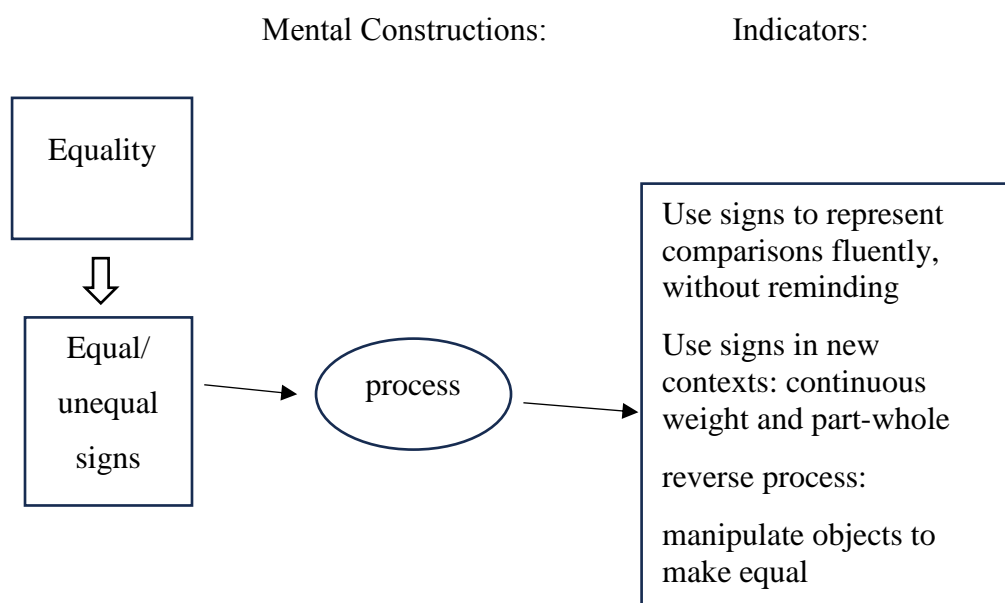 Mental Constructions:
Indicators:
Equality
Equal/
unequal
signs
process
Use signs to represent
comparisons fluently,
without reminding
Use signs in new
contexts: continuous
weight and part-whole
reverse process:
manipulate objects to
make equal